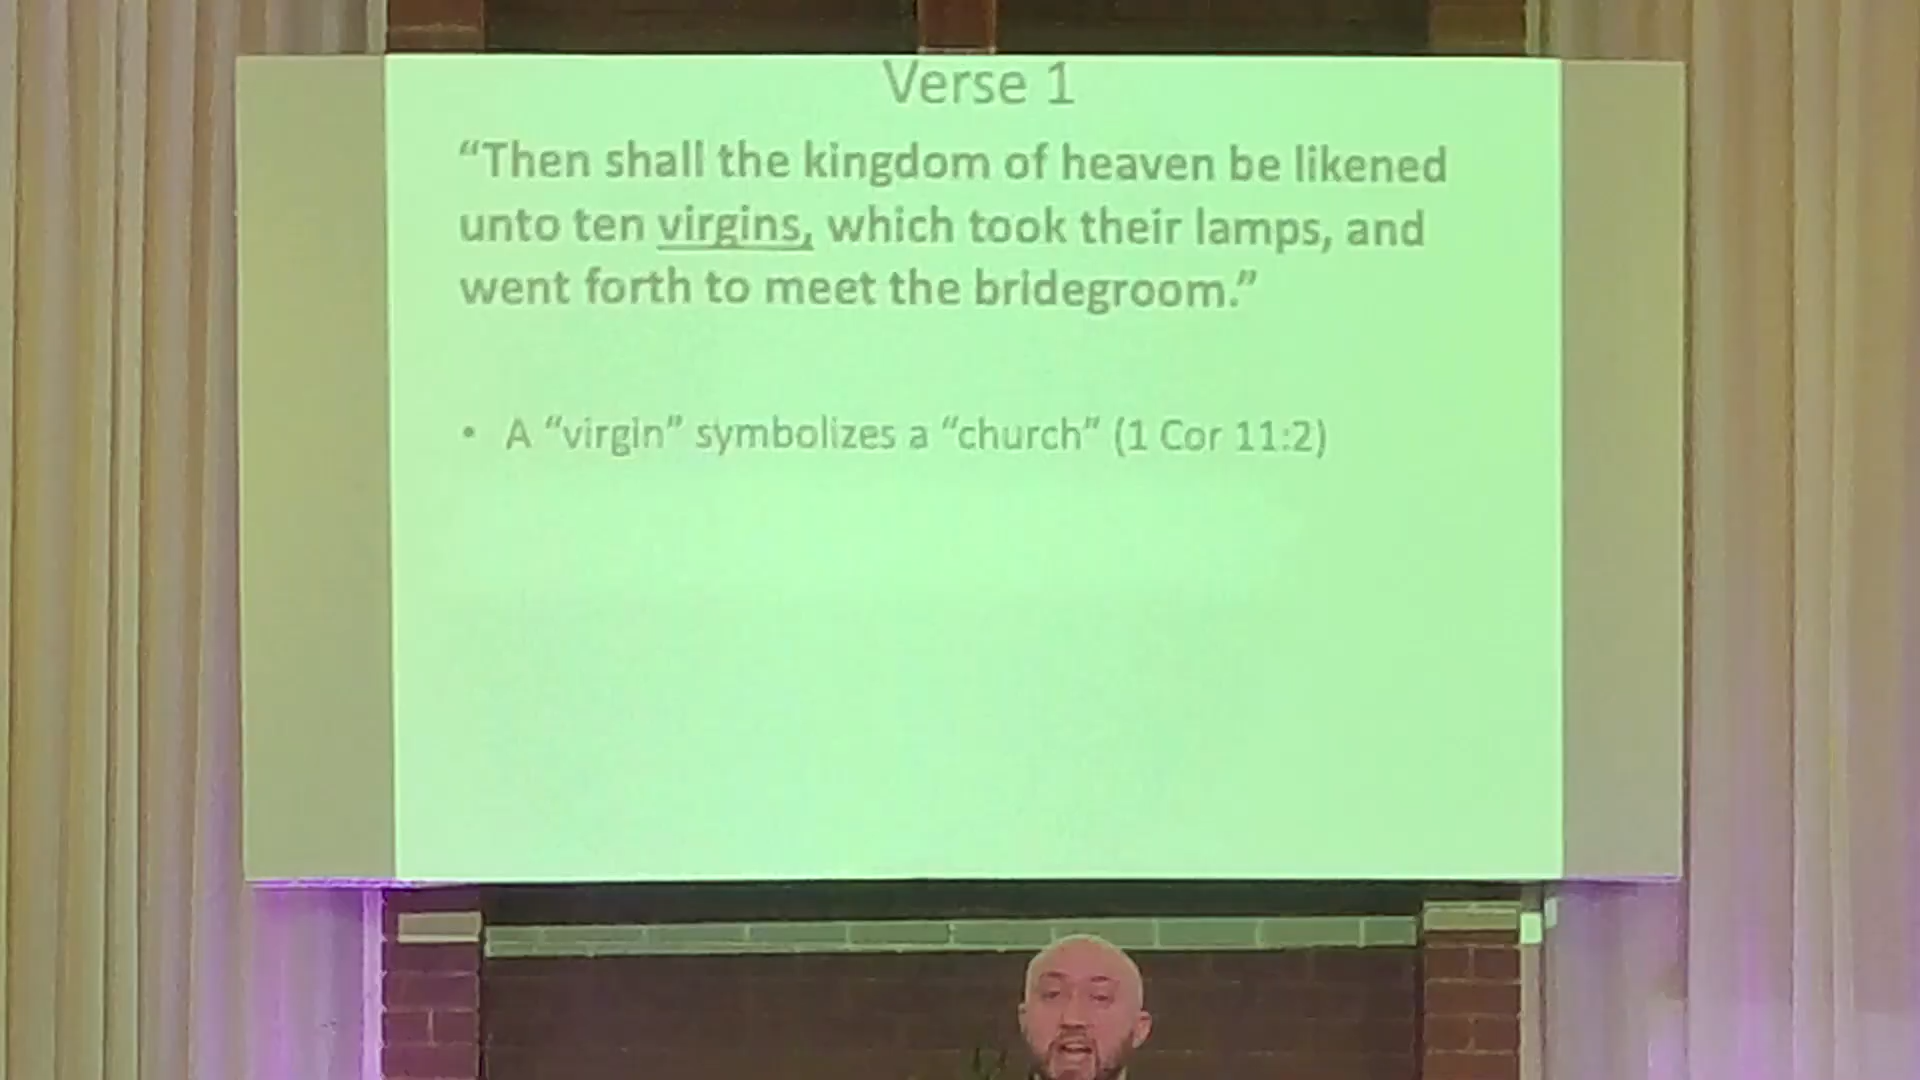 Verse 1
“Then shall the kingdom of heaven be likened
unto ten virgins, which took their lamps, and
went forth to meet the bridegroom.”
• A “virgin” symbolizes a “church” (1 Cor 11:2)